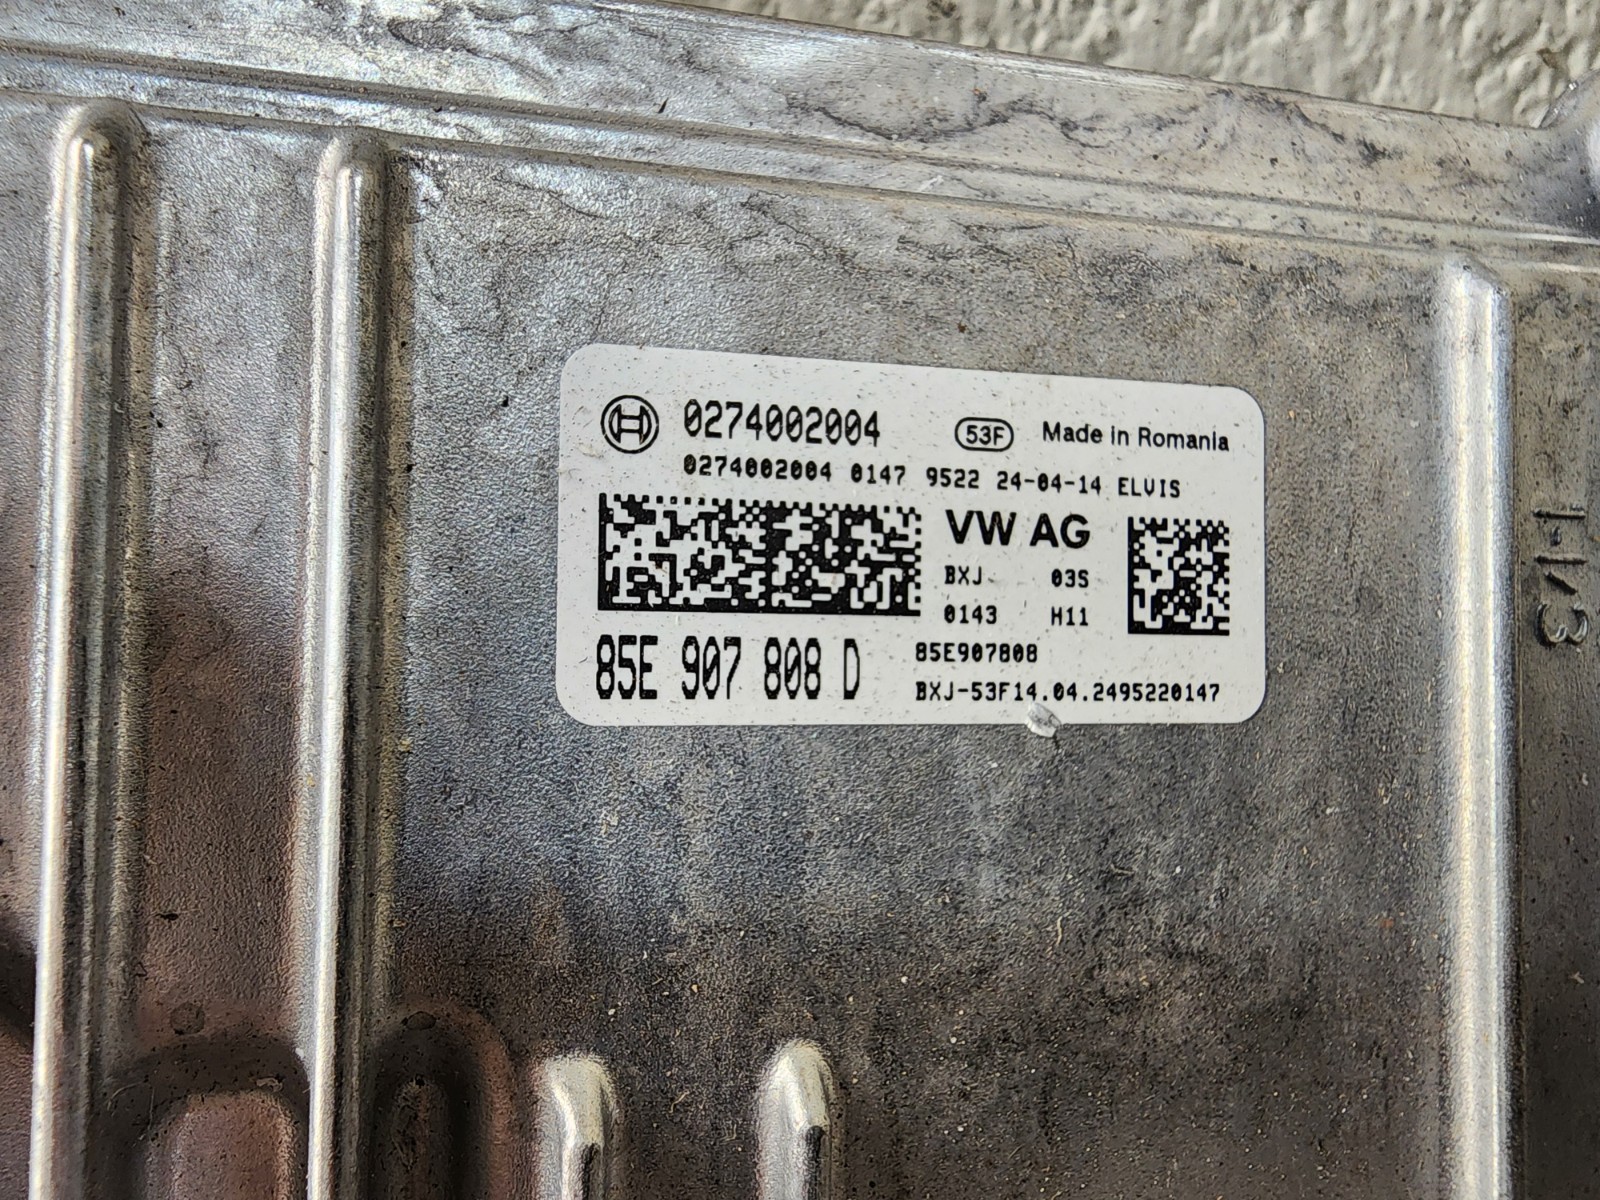 0274002004 53F Made in Romania
0274002004 0147 9522 24-04-14 ELVIS
VW AG
BXJ 03S
0143 H11
85E 907 808 D
85E907808
BXJ-53F14.04.2495220147